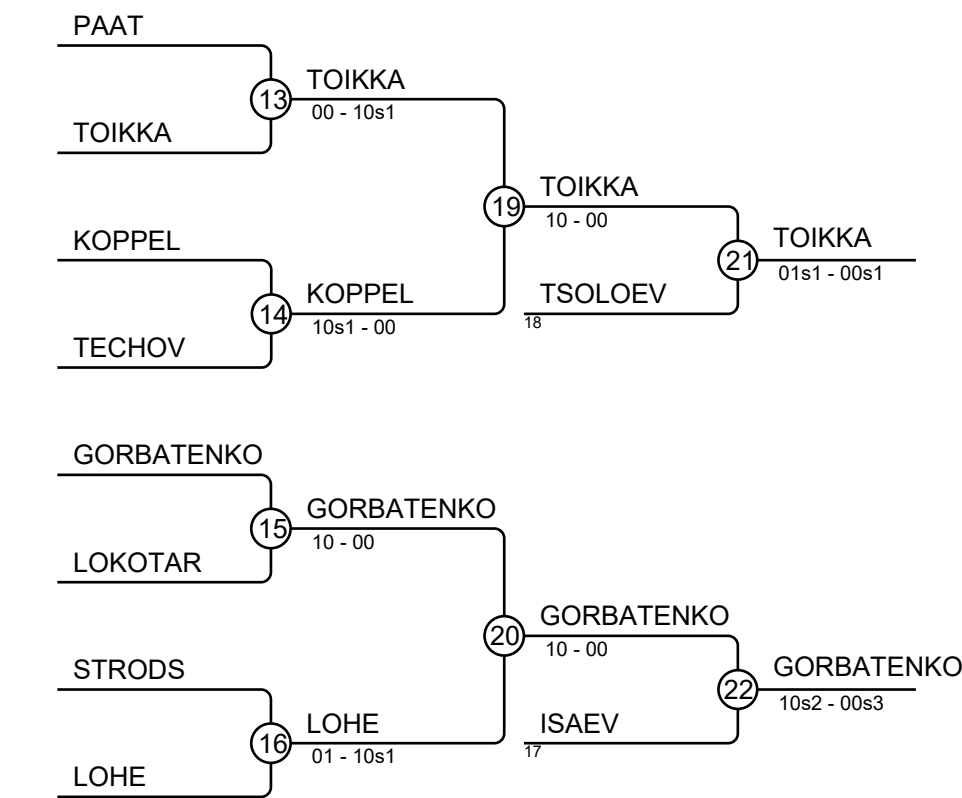 PAAT
13
TOIKKA
00 - 10s1
TOIKKA
19
TOIKKA
10 - 00
KOPPEL
14
KOPPEL
10s1 - 00
TECHOV
TSOLOEV
18
21
TOIKKA
01s1 - 00s1
GORBATENKO
15
GORBATENKO
10 - 00
LOKOTAR
20
GORBATENKO
10 - 00
STRODS
16
LOHE
01 - 10s1
LOHE
ISAEV
17
22
GORBATENKO
10s2 - 00s3